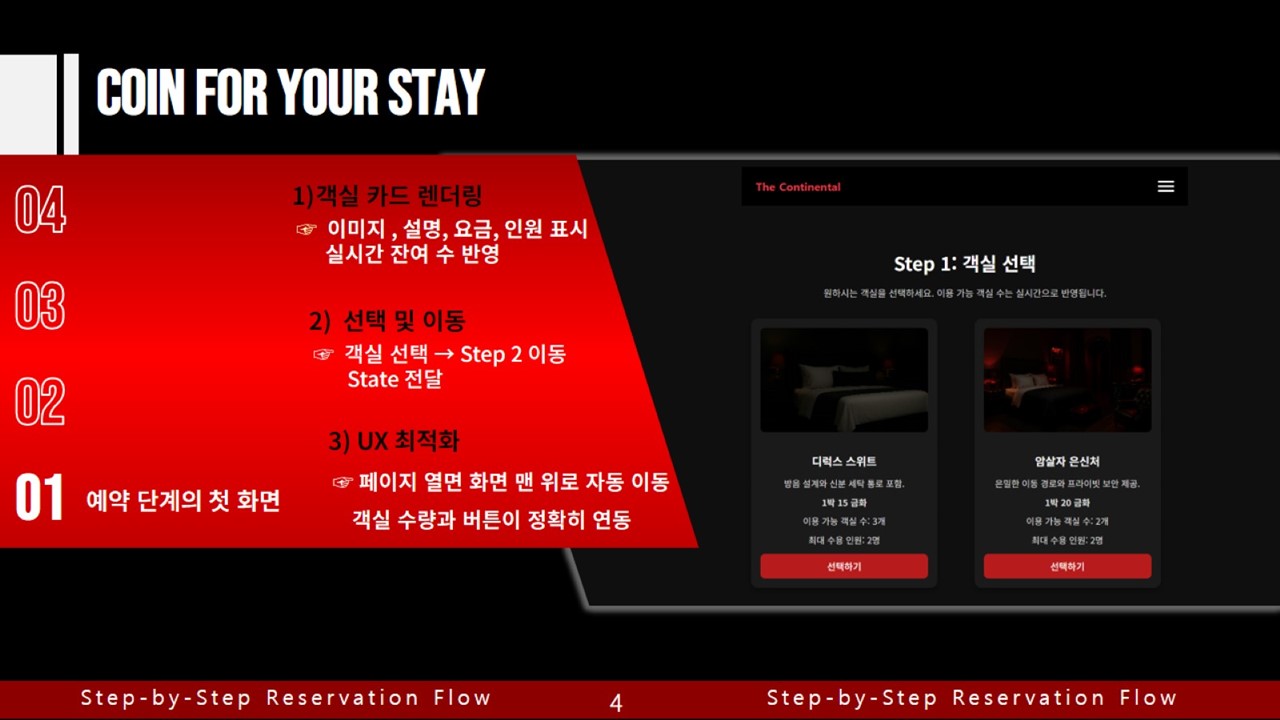 COIN FOR YOUR STAY
04
03
02
01 예약 단계의 첫 화면
1)객실 카드 렌더링
☞ 이미지 , 설명, 요금, 인원 표시
실시간 잔여 수 반영
2) 선택 및 이동
☞ 객실 선택 → Step 2 이동
State 전달
3) UX 최적화
☞ 페이지 열면 화면 맨 위로 자동 이동
객실 수량과 버튼이 정확히 연동
The Continental
Step 1: 객실 선택
원하시는 객실을 선택하세요. 이용 가능 객실 수는 실시간으로 반영됩니다.
디럭스 스위트
방음 설계와 신분 세탁 통로 포함.
1박 15 금화
이용 가능 객실 수: 3개
최대 수용 인원: 2명
선택하기
암살자 은신처
은밀한 이동 경로와 프라이빗 보안 제공.
1박 20 금화
이용 가능 객실 수: 2개
최대 수용 인원: 2명
선택하기
Step-by-Step Reservation Flow
4
Step-by-Step Reservation Flow